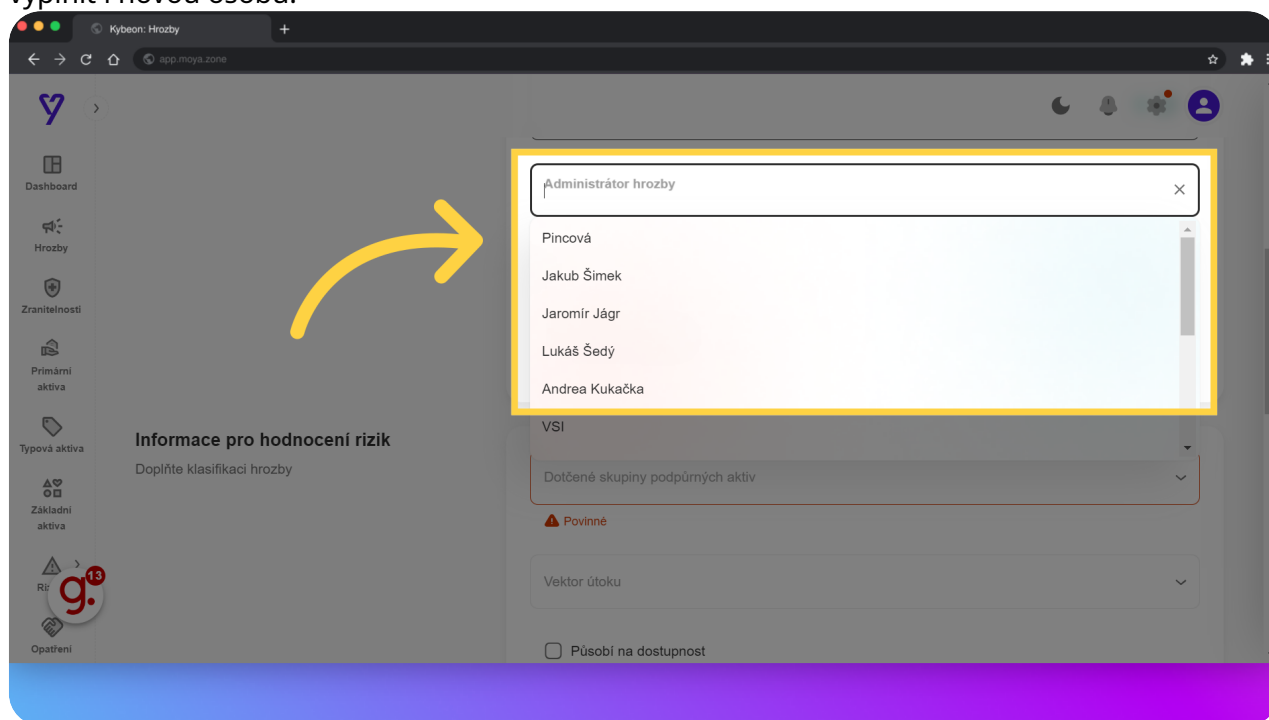 vyplnit i novou osobu.
Kybeon: Hrozby
app.moya.zone
Dashboard
Hrozby
Zranitelnosti
Primární
aktiva
Typová aktiva
Základní
aktiva
Opatření
g.
13
Informace pro hodnocení rizik
Doplňte klasifikaci hrozby
Administrátor hrozby
Pincová
Jakub Šimek
Jaromír Jágr
Lukáš Šedý
Andrea Kukačka
VSI
Dotčené skupiny podpůrných aktiv
Povinné
Vektor útoku
Působí na dostupnost